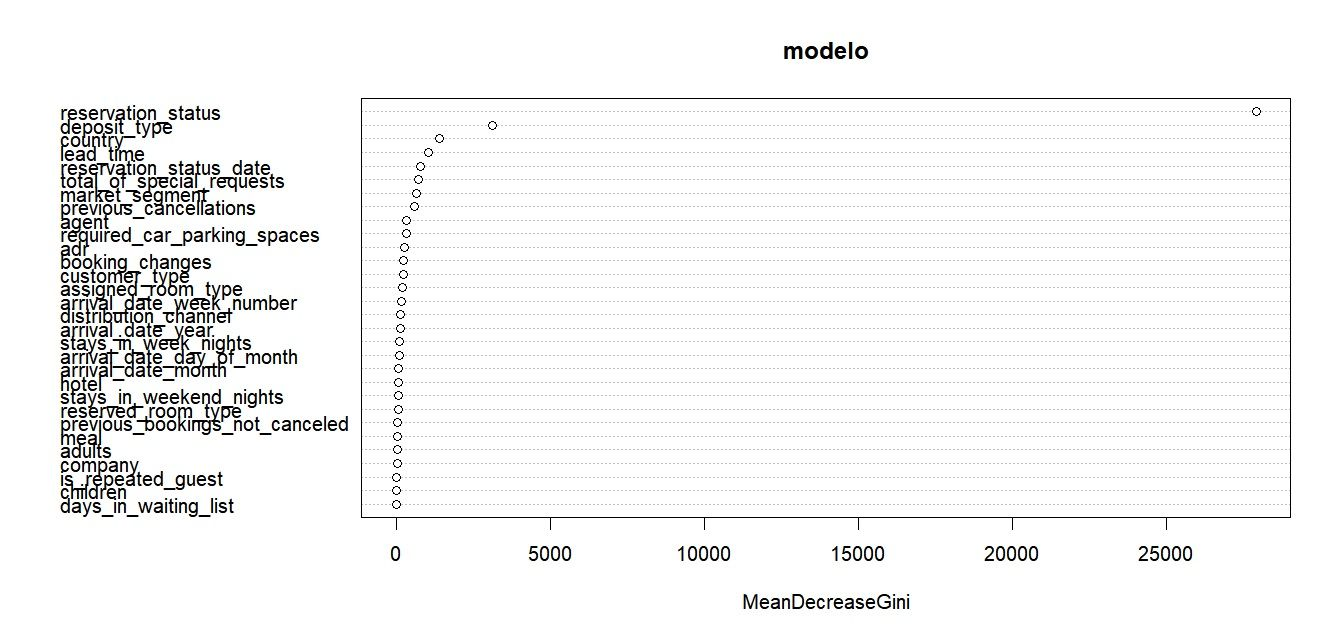 modelo
reservation_status
deposit_type
country
lead_time
reservation_status_date
total_of_special_requests
market_segment
previous_cancellations
agent
required_car_parking_spaces
adr
booking_changes
customer_type
assigned_room_type
arrival_date_week_number
distribution_channel
arrival_date_year
stays_in_week_nights
arrival_date_day_of_month
arrival_date_month
hotel
stays_in_weekend_nights
reserved_room_type
previous_bookings_not_canceled
meal
adults
company
is_repeated_guest
children
days_in_waiting_list
0 5000 10000 15000 20000 25000
MeanDecreaseGini